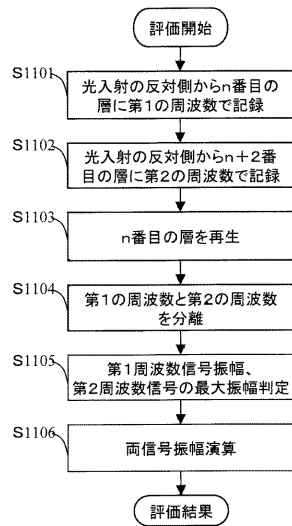 評価開始
S1101
光入射の反対側からn番目の
層に第1の周波数で記録
S1102
光入射の反対側からn+2番
目の層に第2の周波数で記録
S1103
n番目の層を再生
S1104
第1の周波数と第2の周波数
を分離
S1105
第1周波数信号振幅、
第2周波数信号の最大振幅判定
S1106
両信号振幅演算
評価結果